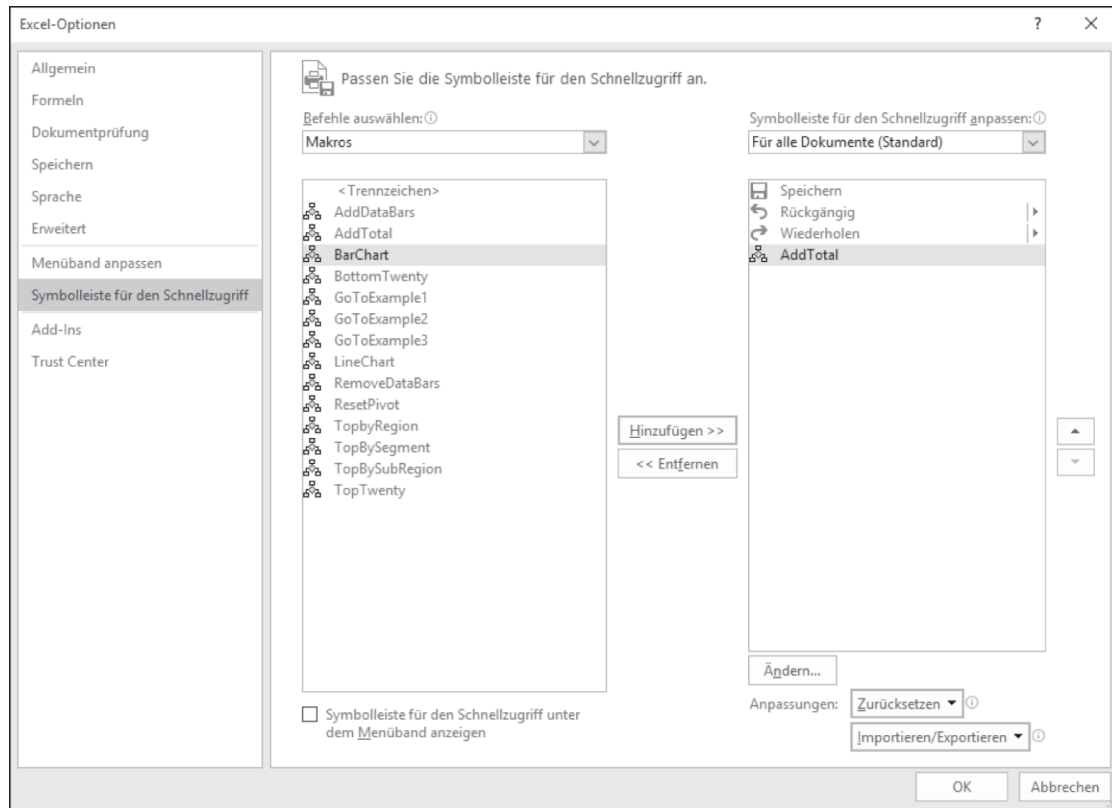 Excel-Optionen
?
Allgemein
Formeln
Dokumentprüfung
Speichern
Sprache
Erweitert
Menüband anpassen
Symbolleiste für den Schnellzugriff
Add-Ins
Trust Center
Passen Sie die Symbolleiste für den Schnellzugriff an.
Befehle auswählen:
Makros
<Trennzeichen>
AddDataBars
AddTotal
BarChart
BottomTwenty
GoToExample1
GoToExample2
GoToExample3
LineChart
RemoveDataBars
ResetPivot
TopbyRegion
TopBySegment
TopBySubRegion
TopTwenty
Symbolleiste für den Schnellzugriff unter
dem Menüband anzeigen
Hinzufügen >>
<< Entfernen
Symbolleiste für den Schnellzugriff anpassen:
Für alle Dokumente (Standard)
Speichern
Rückgängig
Wiederholen
AddTotal
Ändern...
Anpassungen: Zurücksetzen
Importieren/Exportieren
OK
Abbrechen